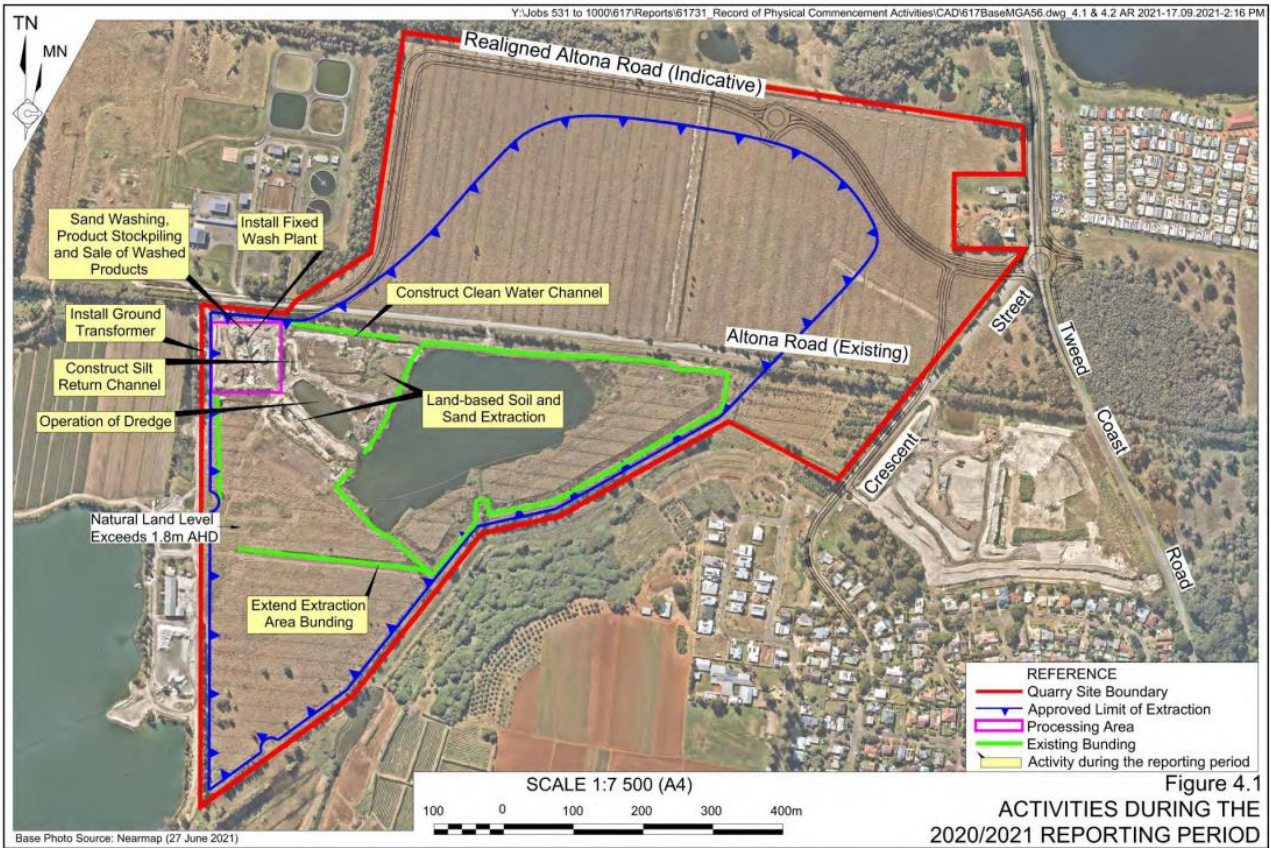 Y:\Jobs 531 to 1000\617\Reports\61731_Record of Physical Commencement Activities\CAD\617BaseMGA56.dwg_4.1 & 4.2 AR 2021-17.09.2021-2:16 PM
TN
MN
Realigned Altona Road (Indicative)
Sand Washing,
Product Stockpiling
and Sale of Washed
Products
Install Fixed
Wash Plant
Construct Clean Water Channel
Install Ground
Transformer
Construct Silt
Return Channel
Operation of Dredge
Land-based Soil and
Sand Extraction
Altona Road (Existing)
Crescent
Street
Tweed
Coast
Road
Natural Land Level
Exceeds 1.8m AHD
Extend Extraction
Area Bunding
REFERENCE
Quarry Site Boundary
Approved Limit of Extraction
Processing Area
Existing Bunding
Activity during the reporting period
SCALE 1:7 500 (A4)
100 0 100 200 300 400m
Figure 4.1
ACTIVITIES DURING THE
2020/2021 REPORTING PERIOD
Base Photo Source: Nearmap (27 June 2021)